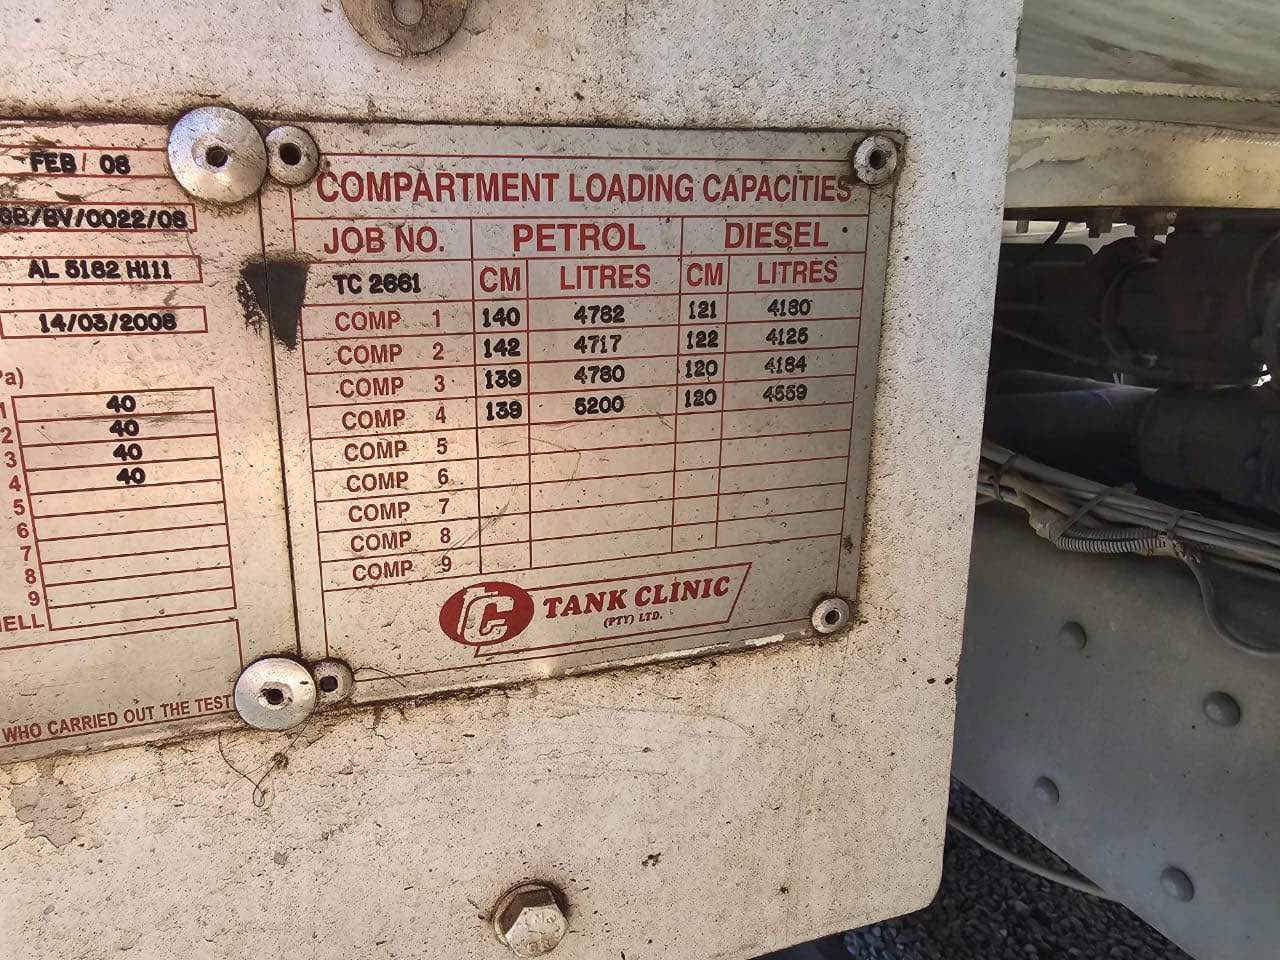 FEB / 08
BB/BV/0022/08
AL 5182 H111
14/03/2008
Pa)
1 40
2 40
3 40
4 40
5
6
7
8
9
WHO CARRIED OUT THE TEST
COMPARTMENT LOADING CAPACITIES
JOB NO. PETROL DIESEL
TC 2661 CM LITRES CM LITRES
COMP 1 140 4762 121 4180
COMP 2 142 4717 122 4125
COMP 3 139 4780 120 4184
COMP 4 139 5200 120 4559
COMP 5
COMP 6
COMP 7
COMP 8
COMP 9
TC TANK CLINIC
(PTY) LTD.